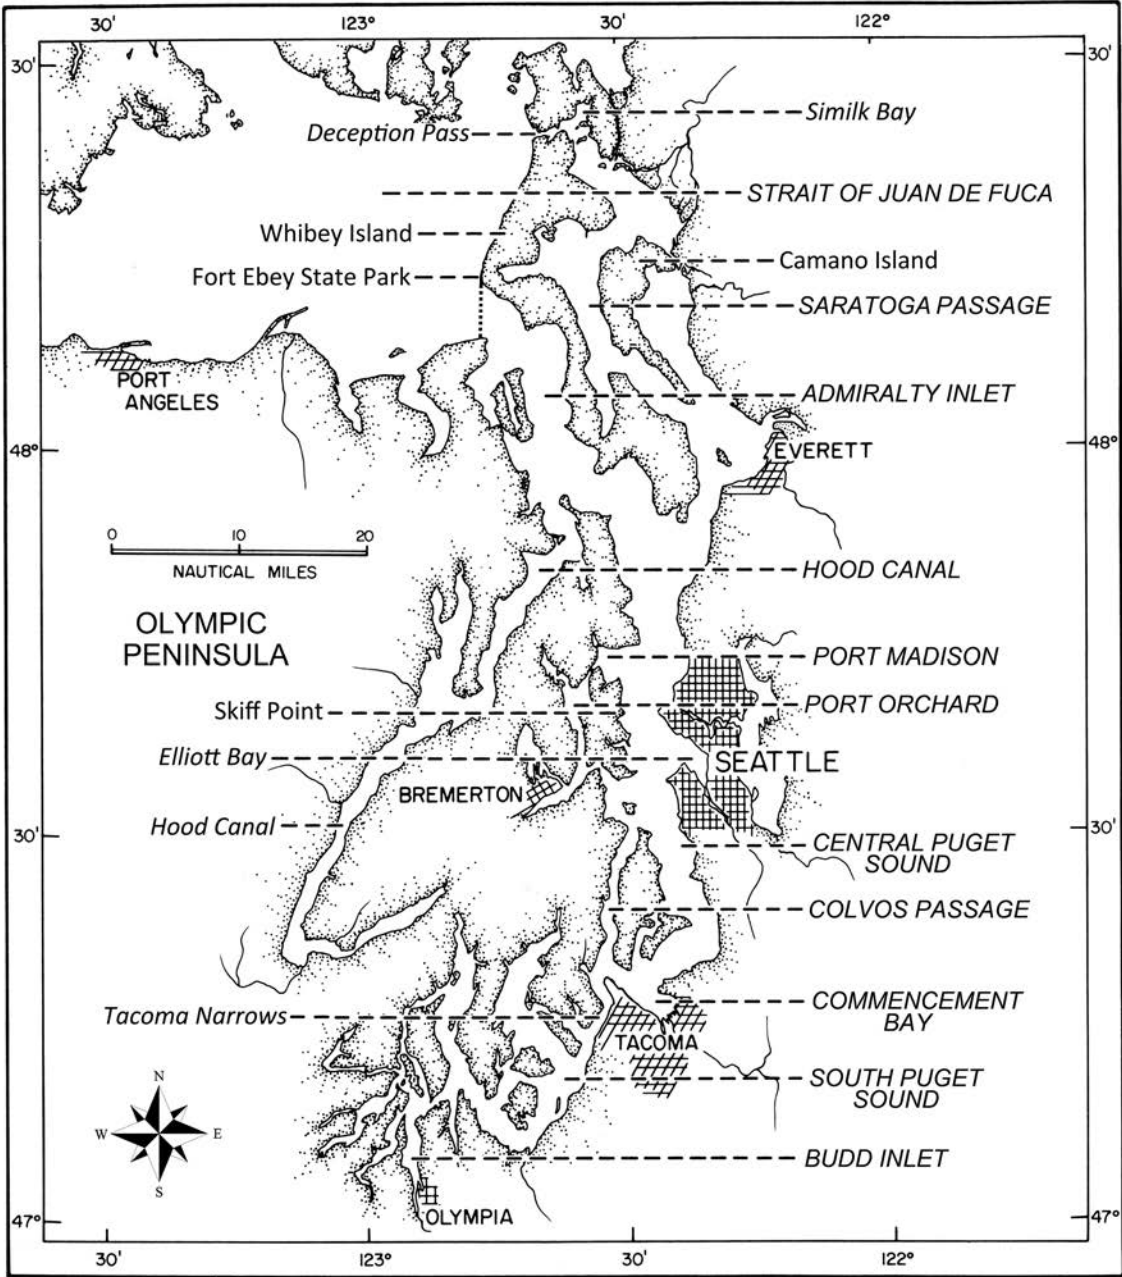 30' 123° 30' 122°
30' 30'
Similk Bay
Deception Pass
STRAIT OF JUAN DE FUCA
Whibey Island
Camano Island
Fort Ebey State Park
SARATOGA PASSAGE
PORT
ANGELES
ADMIRALTY INLET
48° EVERETT 48°
0 10 20
NAUTICAL MILES
HOOD CANAL
OLYMPIC
PENINSULA
PORT MADISON
Skiff Point
PORT ORCHARD
Elliott Bay
SEATTLE
BREMERTON
Hood Canal
30' 30'
CENTRAL PUGET
SOUND
COLVOS PASSAGE
COMMENCEMENT
BAY
Tacoma Narrows
TACOMA
SOUTH PUGET
SOUND
N
W E
S
BUDD INLET
OLYMPIA
47° 47°
30' 123° 30' 122°